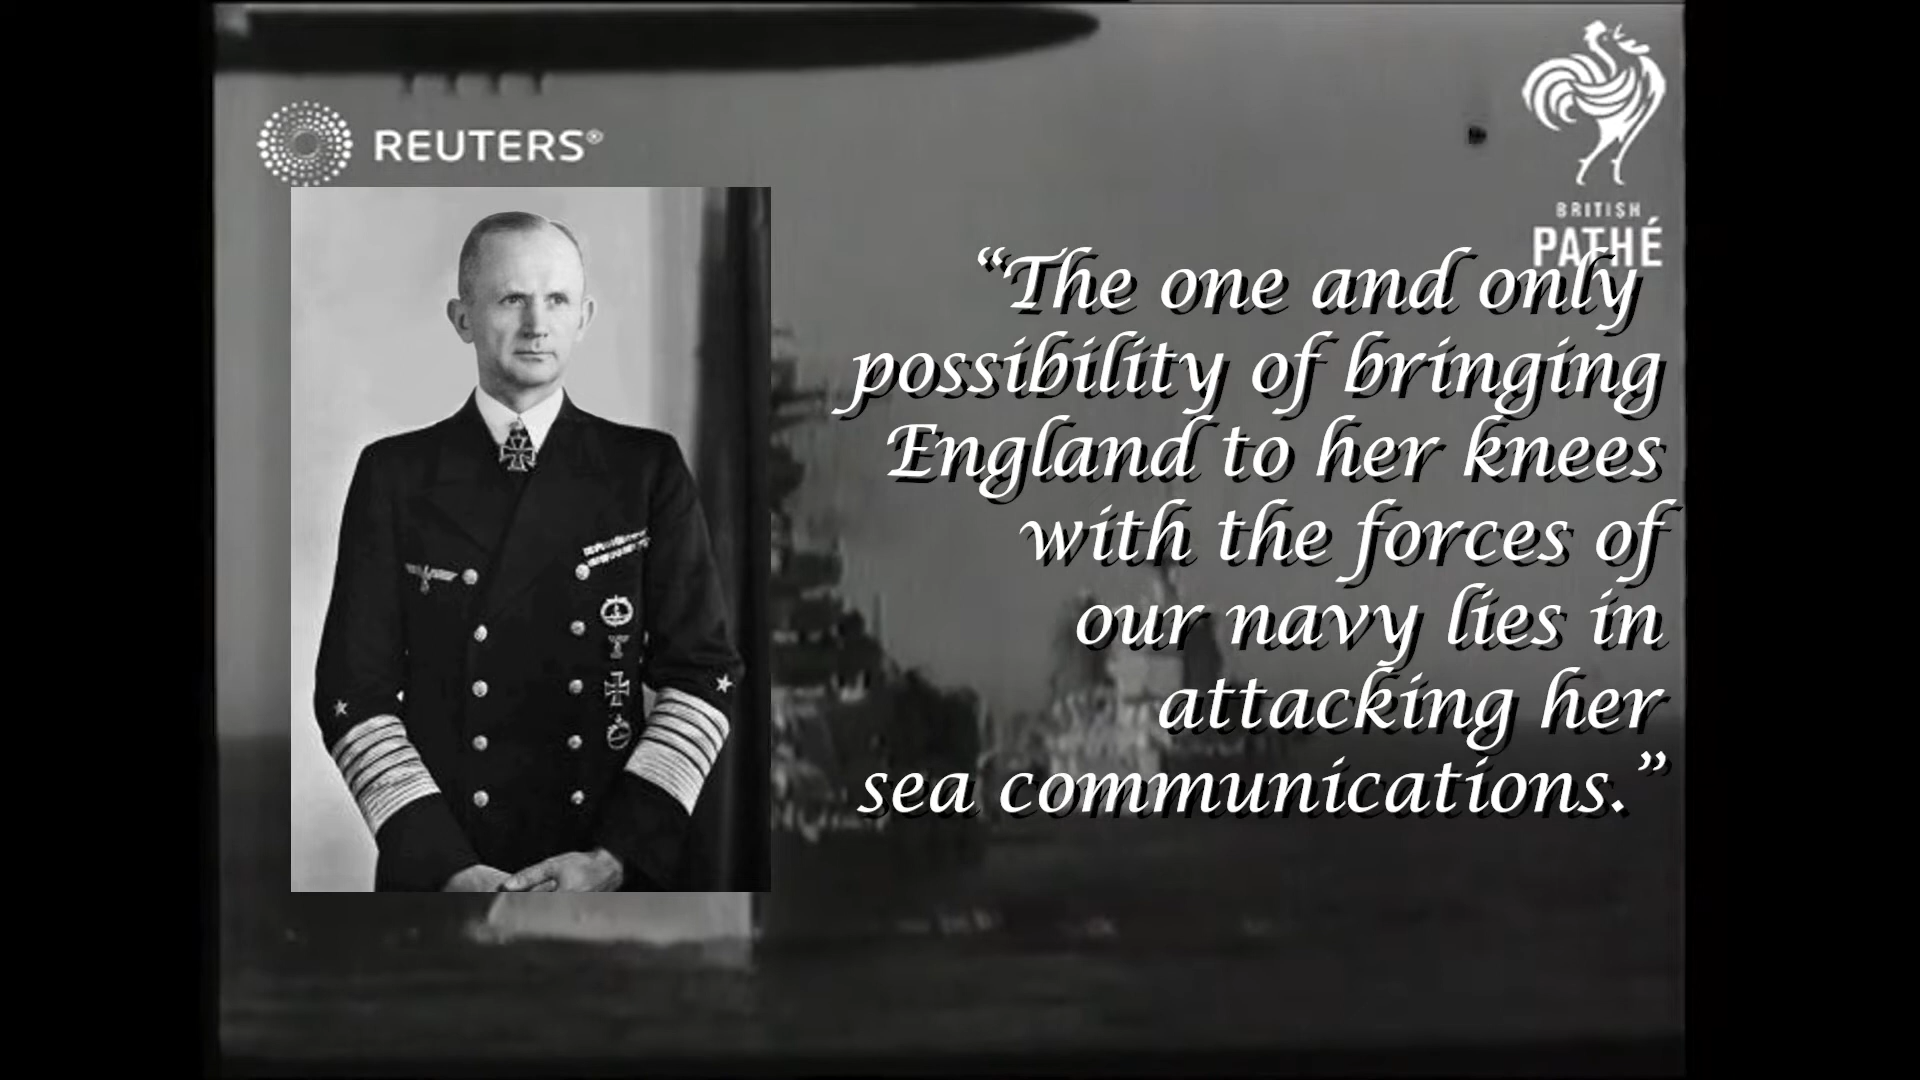 REUTERS®
BRITISH
PATHÉ
“The one and only
possibility of bringing
England to her knees
with the forces of
our navy lies in
attacking her
sea communications.”